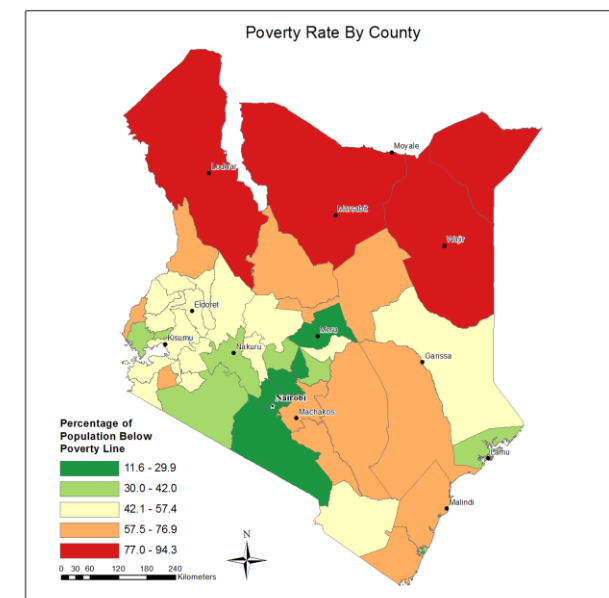 Poverty Rate By County
Moyale
Lodwar
Marsabit
Wajir
Eldoret
Meru
Kisumu
Nakuru
Garissa
Nairobi
Machakos
Lamu
Malindi
Percentage of
Population Below
Poverty Line
11.6 - 29.9
30.0 - 42.0
42.1 - 57.4
57.5 - 76.9
77.0 - 94.3
N
0 30 60 120 180 240
Kilometers